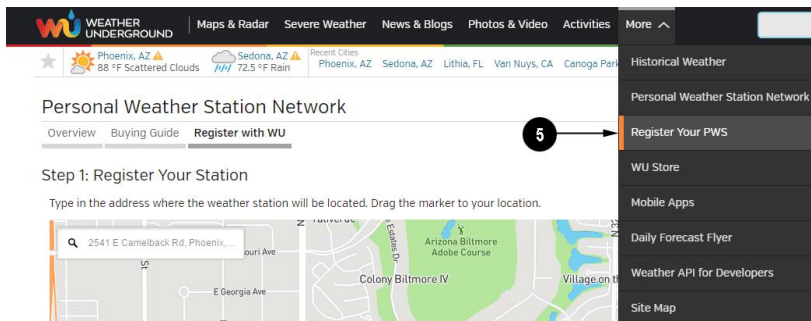 WEATHER UNDERGROUND
Maps & Radar Severe Weather News & Blogs Photos & Video Activities More
Phoenix, AZ
88 °F Scattered Clouds
Sedona, AZ
72.5 °F Rain
Recent Cities
Phoenix, AZ Sedona, AZ Lithia, FL Van Nuys, CA Canoga Park
Historical Weather
Personal Weather Station Network
Register Your PWS
WU Store
Mobile Apps
Daily Forecast Flyer
Weather API for Developers
Site Map
5
Personal Weather Station Network
Overview Buying Guide Register with WU
Step 1: Register Your Station
Type in the address where the weather station will be located. Drag the marker to your location.
2541 E Camelback Rd, Phoenix,...
ouri Ave
St
E Georgia Ave
Estates Dr
Arizona Biltmore
Adobe Course
Colony Biltmore IV
Village on t